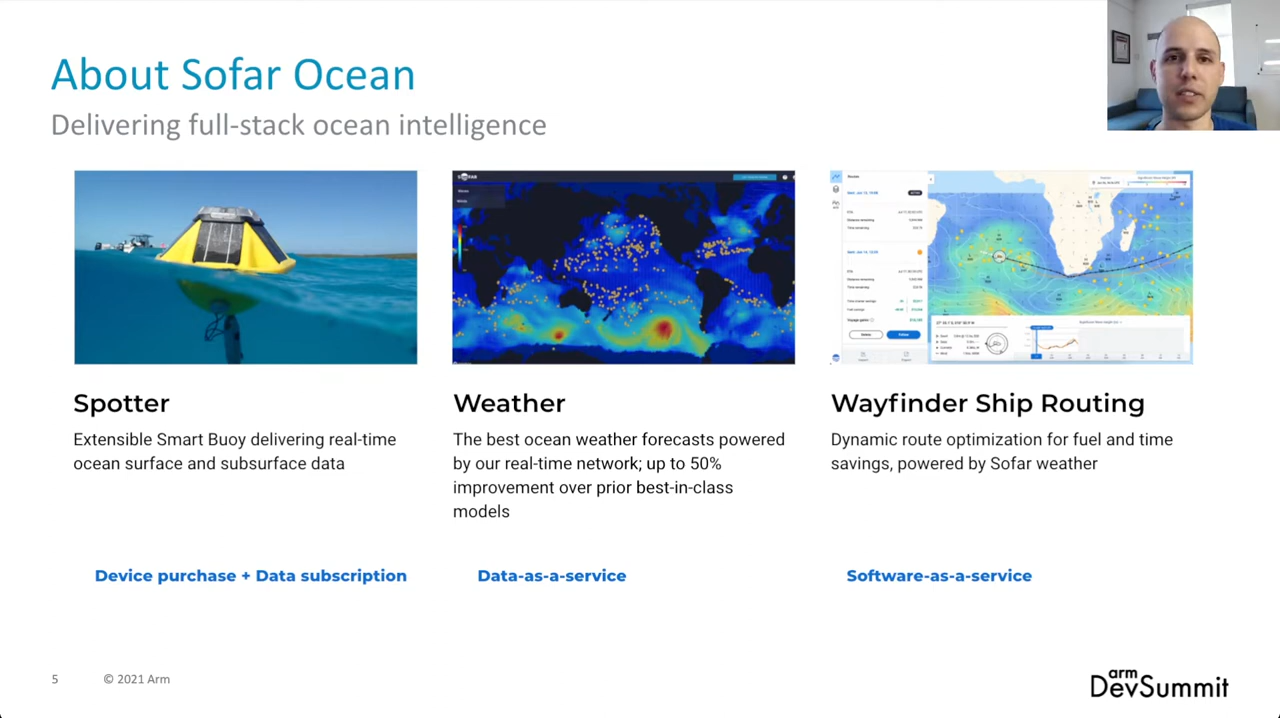 About Sofar Ocean
Delivering full-stack ocean intelligence
Spotter
Extensible Smart Buoy delivering real-time
ocean surface and subsurface data
Device purchase + Data subscription
Weather
The best ocean weather forecasts powered
by our real-time network; up to 50%
improvement over prior best-in-class
models
Data-as-a-service
Wayfinder Ship Routing
Dynamic route optimization for fuel and time
savings, powered by Sofar weather
Software-as-a-service
5
© 2021 Arm
arm
DevSummit